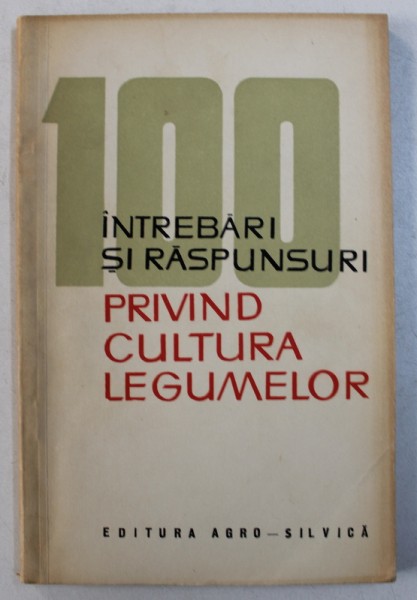 100
ÎNTREBĂRI
ȘI RĂSPUNSURI
PRIVIND
CULTURA
LEGUMELOR
EDITURA AGRO-SILVICĂ